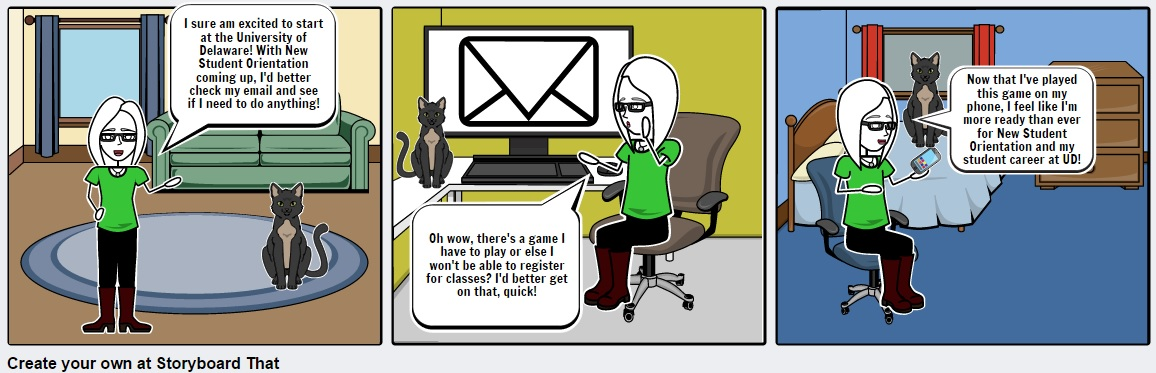 I sure am excited to start
at the University of
Delaware! With New
Student Orientation
coming up, I'd better
check my email and see
if I need to do anything!
Oh wow, there's a game I
have to play or else I
won't be able to register
for classes? I'd better get
on that, quick!
Now that I've played
this game on my
phone, I feel like I'm
more ready than ever
for New Student
Orientation and my
student career at UD!
Create your own at Storyboard That